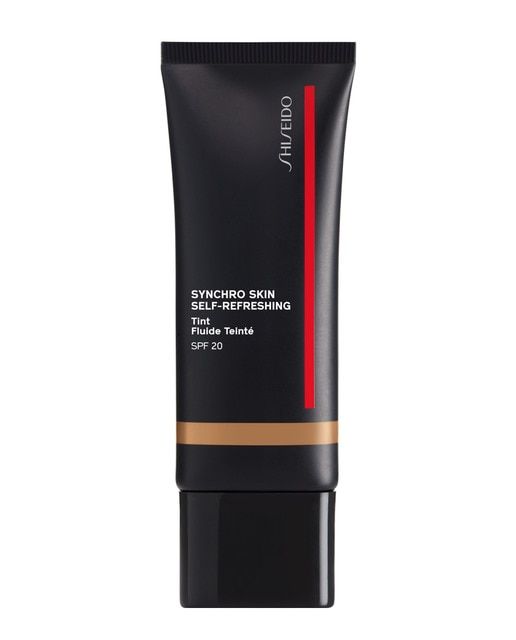 SHISEIDO
SYNCHRO SKIN
SELF-REFRESHING
Tint
Fluide Teinté
SPF 20